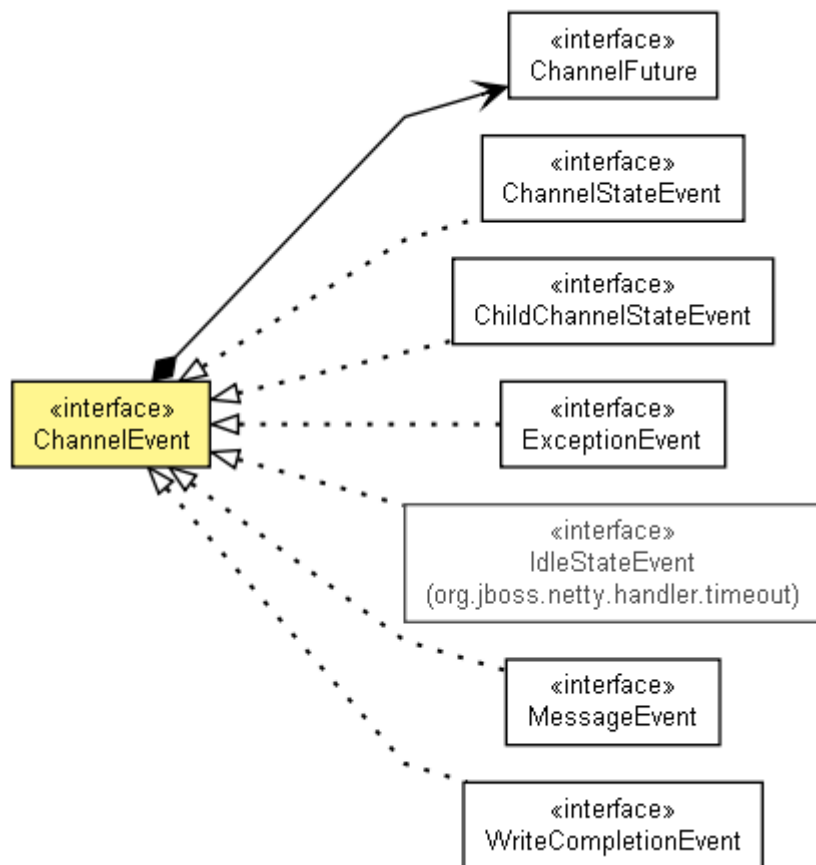 «interface»
ChannelFuture
«interface»
ChannelStateEvent
«interface»
ChildChannelStateEvent
«interface»
ChannelEvent
«interface»
ExceptionEvent
«interface»
IdleStateEvent
(org.jboss.netty.handler.timeout)
«interface»
MessageEvent
«interface»
WriteCompletionEvent